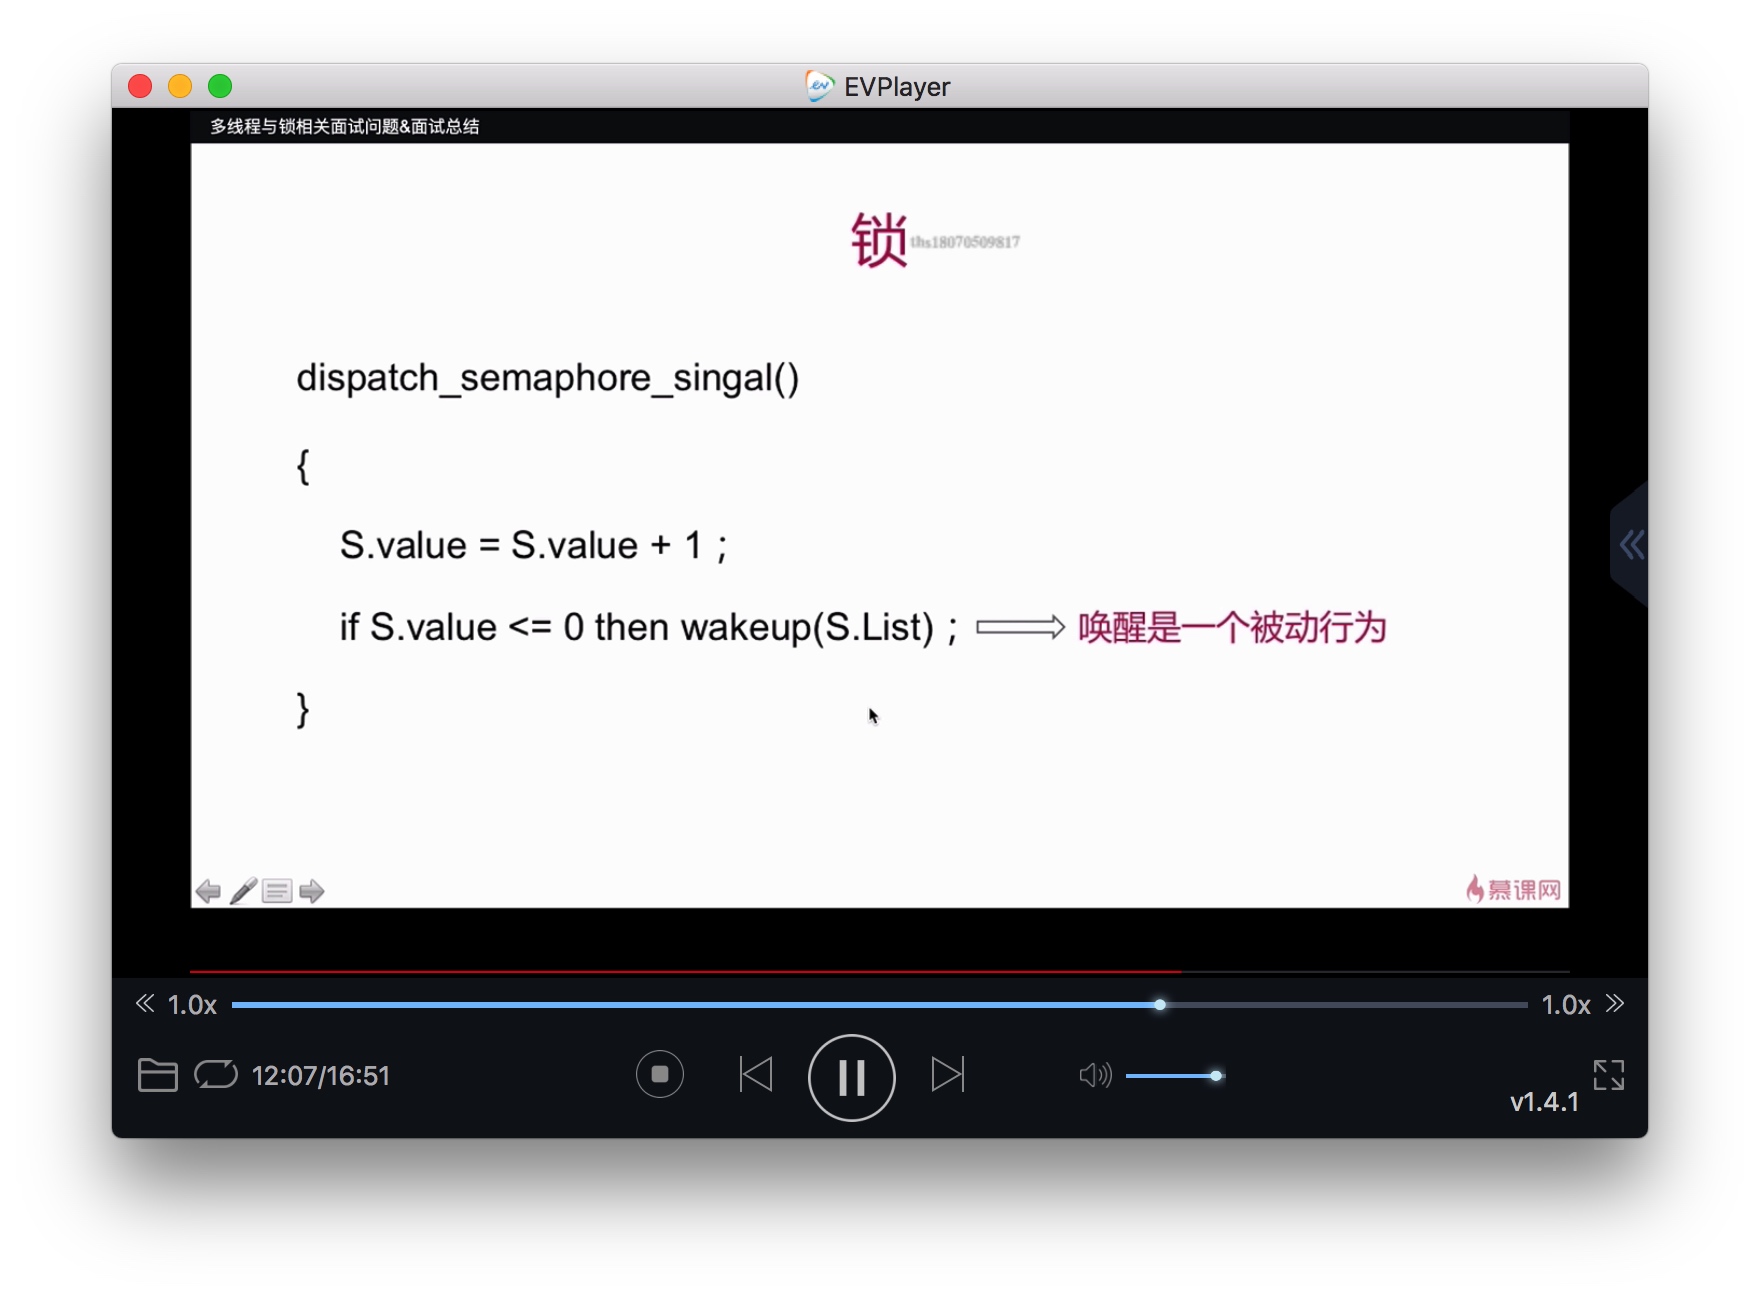 EVPlayer
多线程与锁相关面试问题&面试总结
锁
ths18070509817
dispatch_semaphore_singal()
{
S.value = S.value + 1 ;
if S.value <= 0 then wakeup(S.List) ; 唤醒是一个被动行为
}
慕课网
1.0x 1.0x
12:07/16:51
v1.4.1